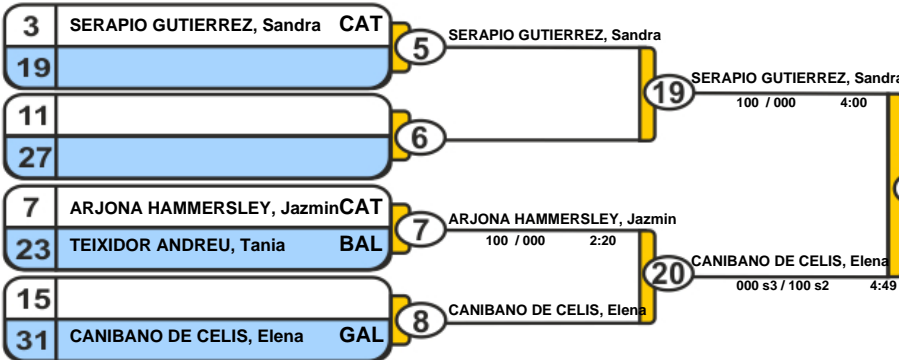 3 SERAPIO GUTIERREZ, Sandra CAT
19
5 SERAPIO GUTIERREZ, Sandra
11
27
6
19 SERAPIO GUTIERREZ, Sandra
100 / 000 4:00
7 ARJONA HAMMERSLEY, Jazmin CAT
23 TEIXIDOR ANDREU, Tania BAL
7 ARJONA HAMMERSLEY, Jazmin
100 / 000 2:20
15
31 CANIBANO DE CELIS, Elena GAL
8 CANIBANO DE CELIS, Elena
20 CANIBANO DE CELIS, Elena
000 s3 / 100 s2 4:49